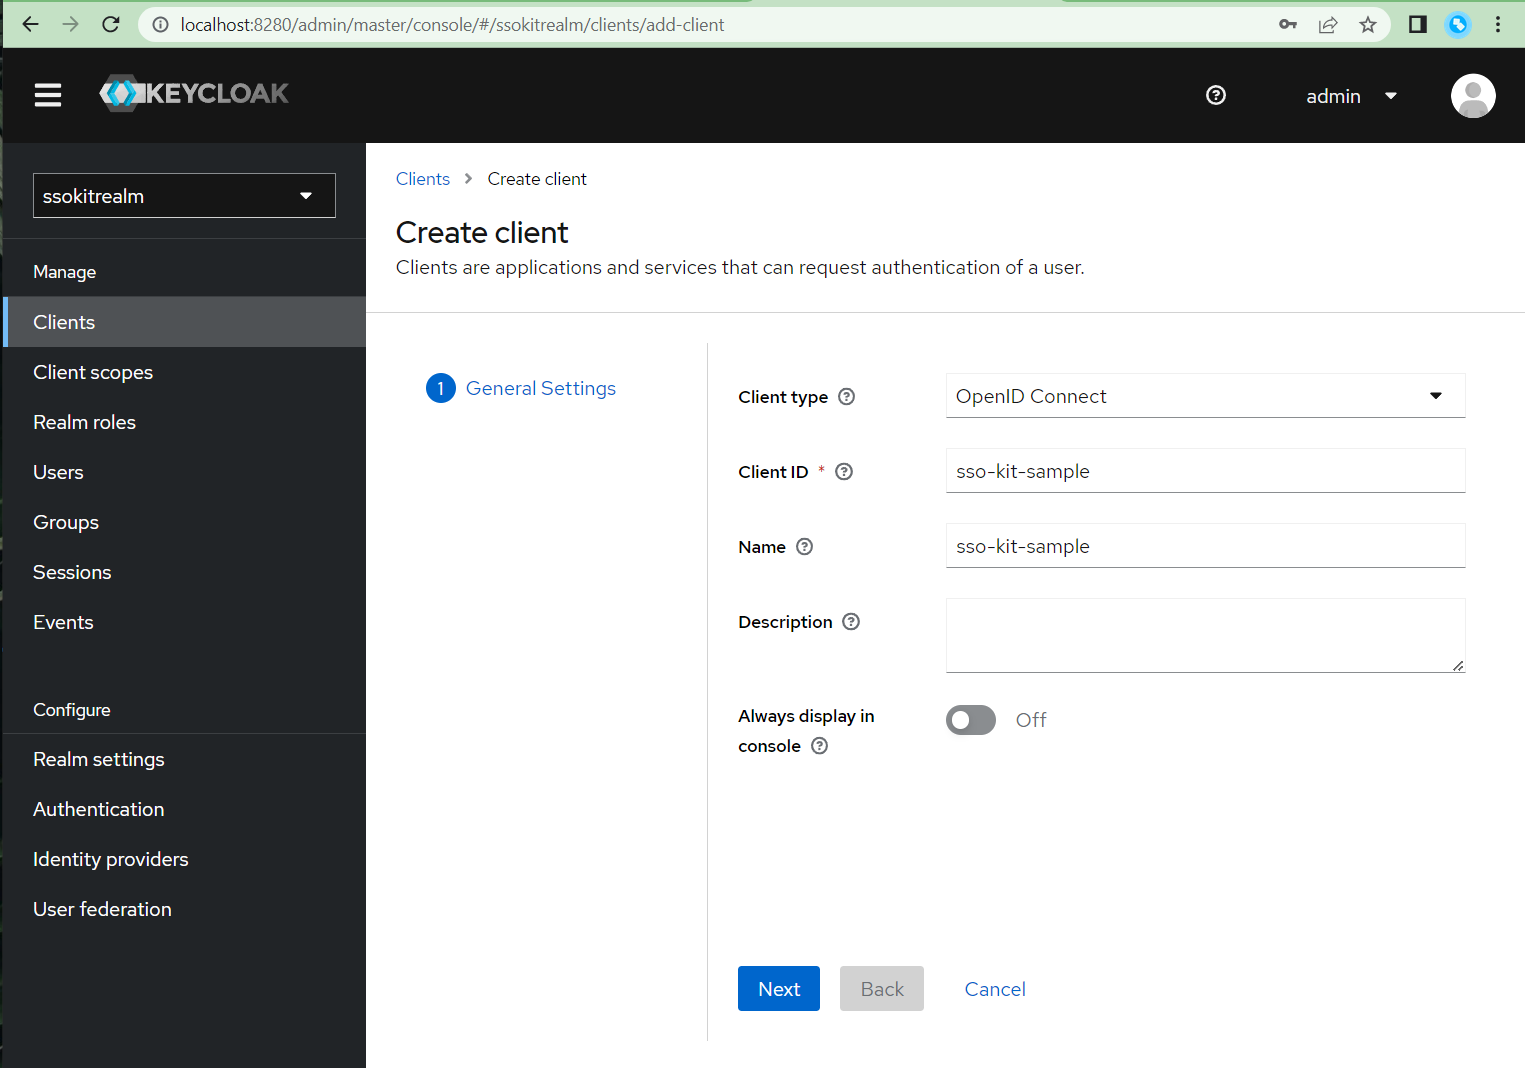 localhost:8280/admin/master/console/#/ssokitrealm/clients/add-client
KEYCLOAK
admin
ssokitrealm
Manage
Clients
Client scopes
Realm roles
Users
Groups
Sessions
Events
Configure
Realm settings
Authentication
Identity providers
User federation
Clients > Create client
Create client
Clients are applications and services that can request authentication of a user.
1 General Settings
Client type OpenID Connect
Client ID * sso-kit-sample
Name sso-kit-sample
Description
Always display in
console
Off
Next Back Cancel